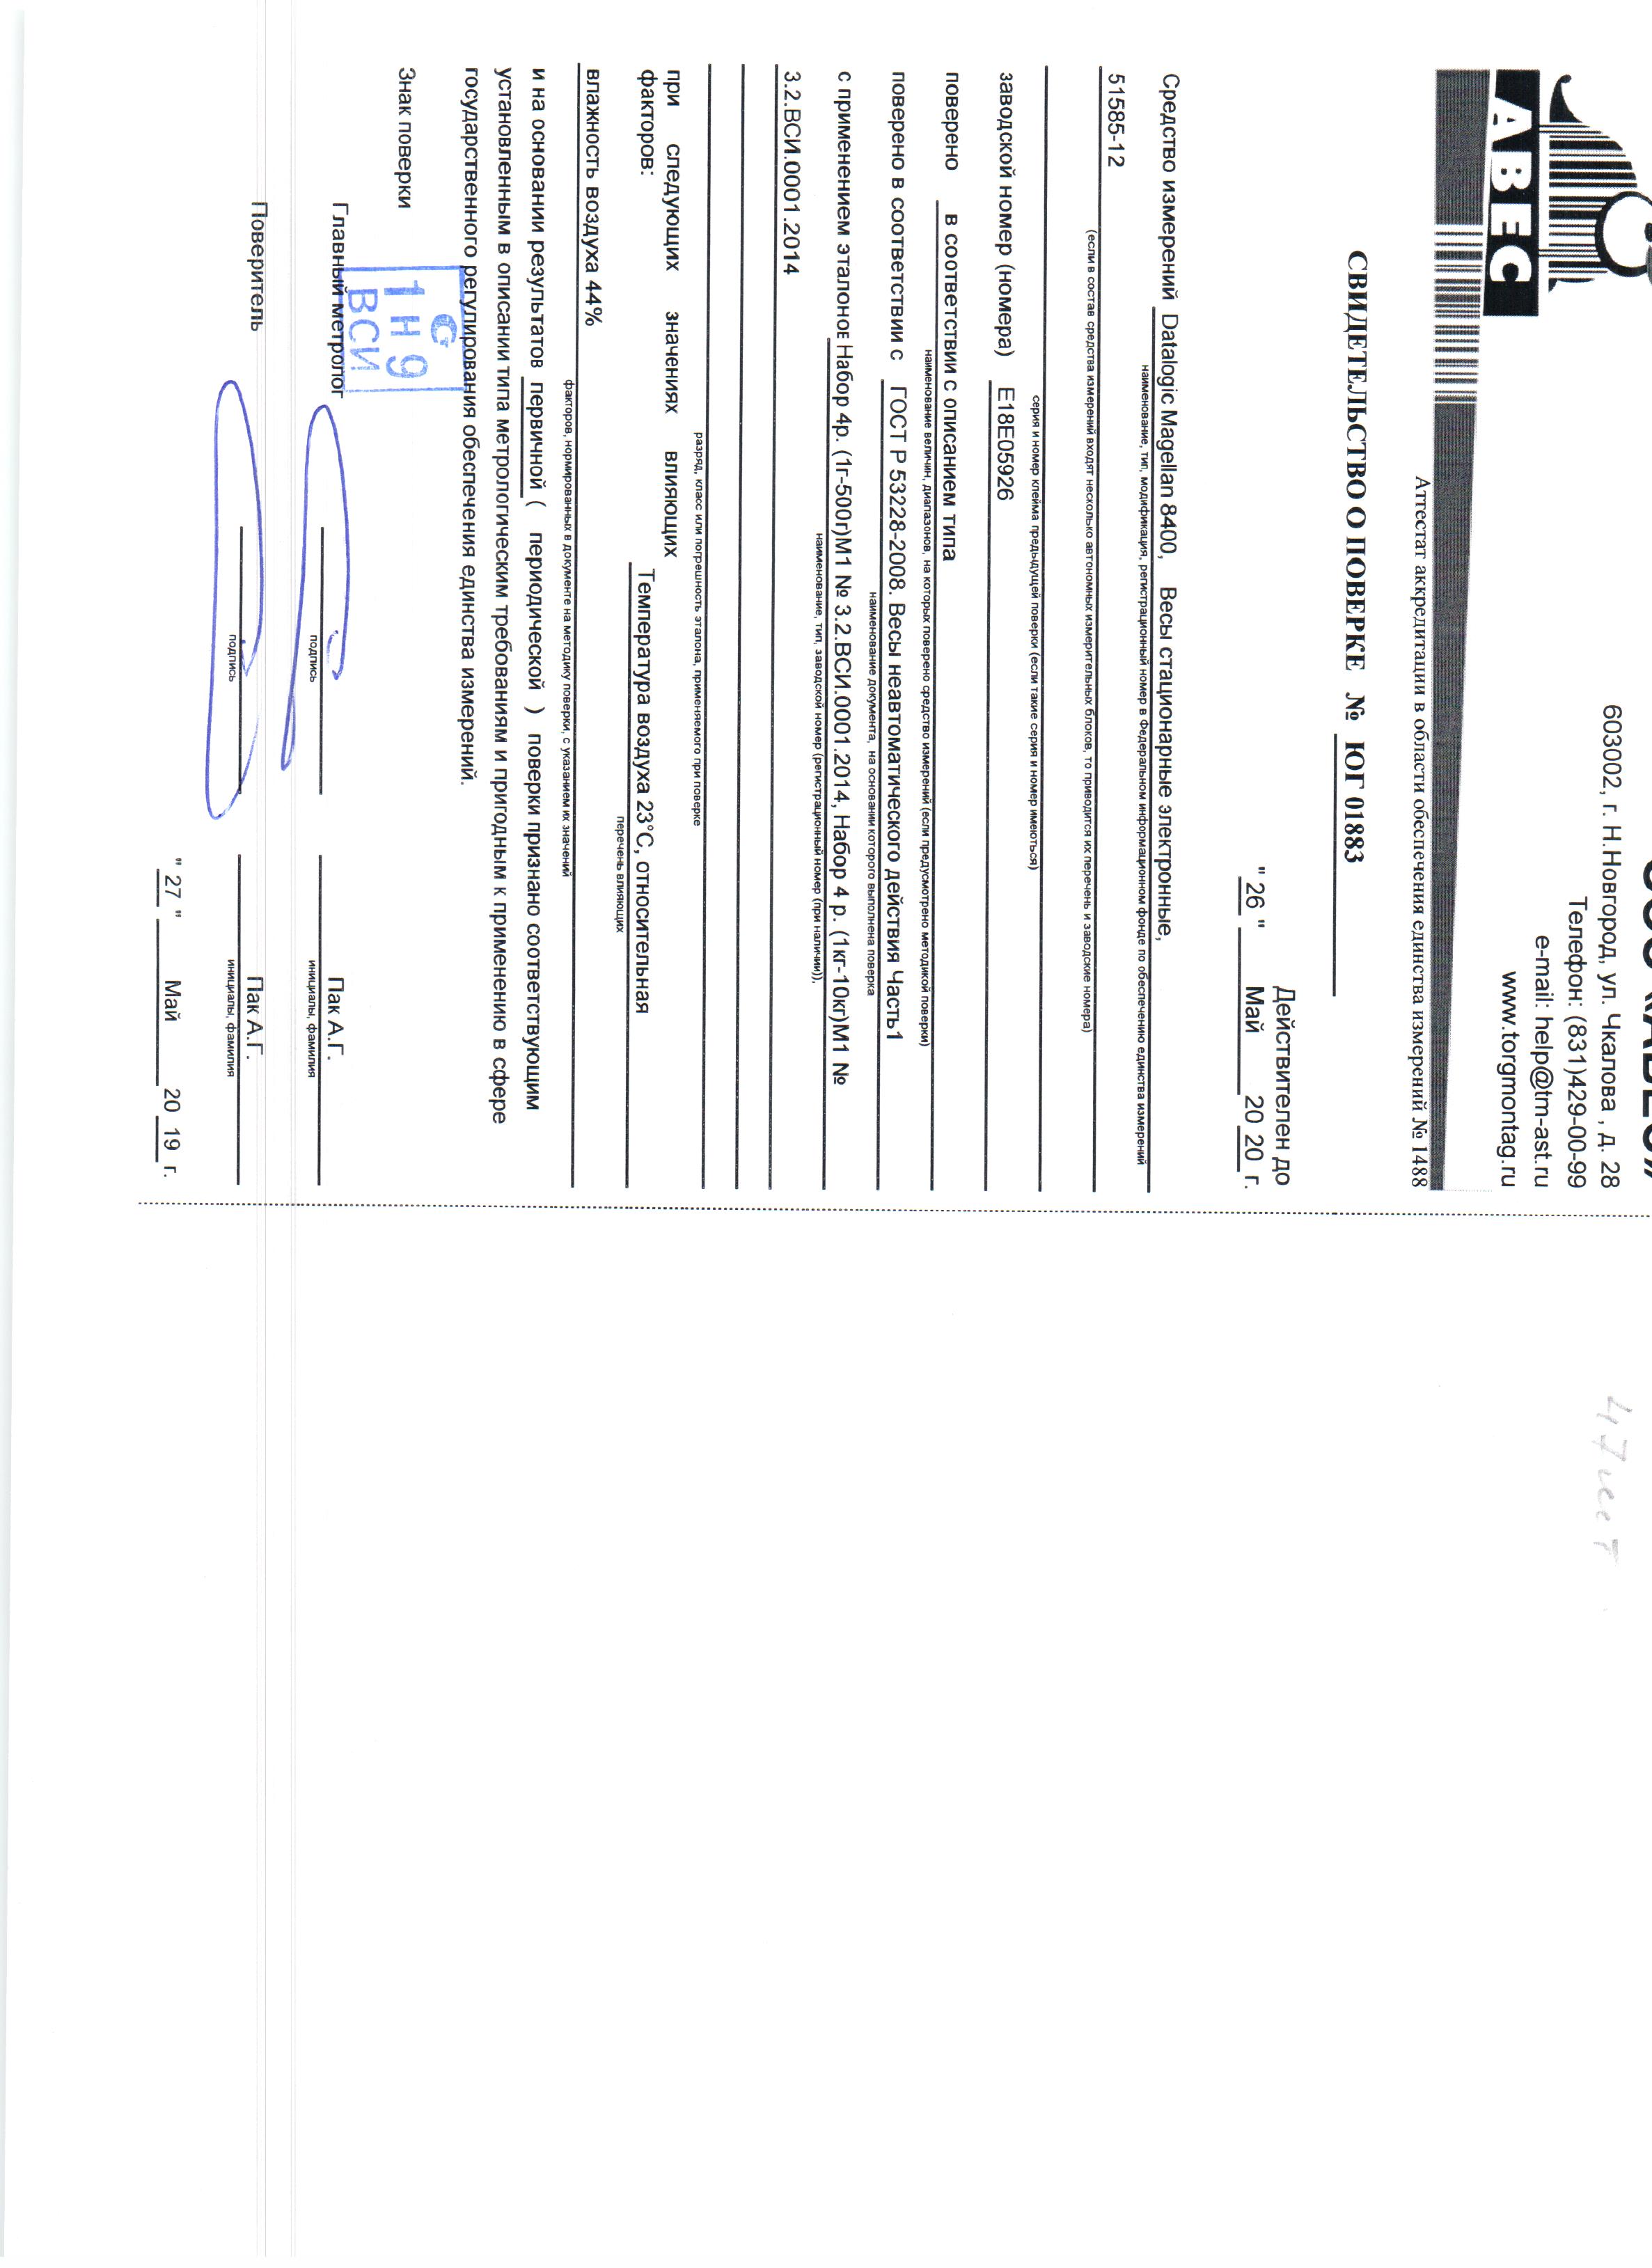 АВЕС
603002, г. Н.Новгород, ул. Чкалова , д. 28
Телефон: (831)429-00-99
e-mail: help@tm-ast.ru
www.torgmontag.ru
Аттестат аккредитации в области обеспечения единства измерений № 1488
СВИДЕТЕЛЬСТВО О ПОВЕРКЕ № ЮГ 01883
Действителен до
" 26 " Май 20 20 г.
Средство измерений Datalogic Magellan 8400, Весы стационарные электронные,
наименование, тип, модификация, регистрационный номер в Федеральном информационном фонде по обеспечению единства измерений
51585-12
(если в состав средства измерений входят несколько автономных измерительных блоков, то приводится их перечень и заводские номера)
серия и номер клейма предыдущей поверки (если такие серия и номер имеются)
заводской номер (номера) E18E05926
поверено в соответствии с описанием типа
наименование величин, диапазонов, на которых поверено средство измерений (если предусмотрено методикой поверки)
поверено в соответствии с ГОСТ Р 53228-2008. Весы неавтоматического действия Часть1
наименование документа, на основании которого выполнена поверка
с применением эталонов Набор 4р. (1г-500г)М1 № 3.2.ВСИ.0001.2014, Набор 4 р. (1кг-10кг)М1 №
наименование, тип, заводской номер (регистрационный номер (при наличии)),
3.2.ВСИ.0001.2014
разряд, класс или погрешность эталона, применяемого при поверке
при следующих значениях влияющих
факторов: Температура воздуха 23°С, относительная
перечень влияющих
влажность воздуха 44%
факторов, нормированных в документе на методику поверки, с указанием их значений
и на основании результатов первичной ( периодической ) поверки признано соответствующим
установленным в описании типа метрологическим требованиям и пригодным к применению в сфере
государственного регулирования обеспечения единства измерений.
Знак поверки
1 Н 9
ВСИ
Главный метролог Пак А.Г.
подпись инициалы, фамилия
Поверитель Пак А.Г.
подпись инициалы, фамилия
" 27 " Май 20 19 г.